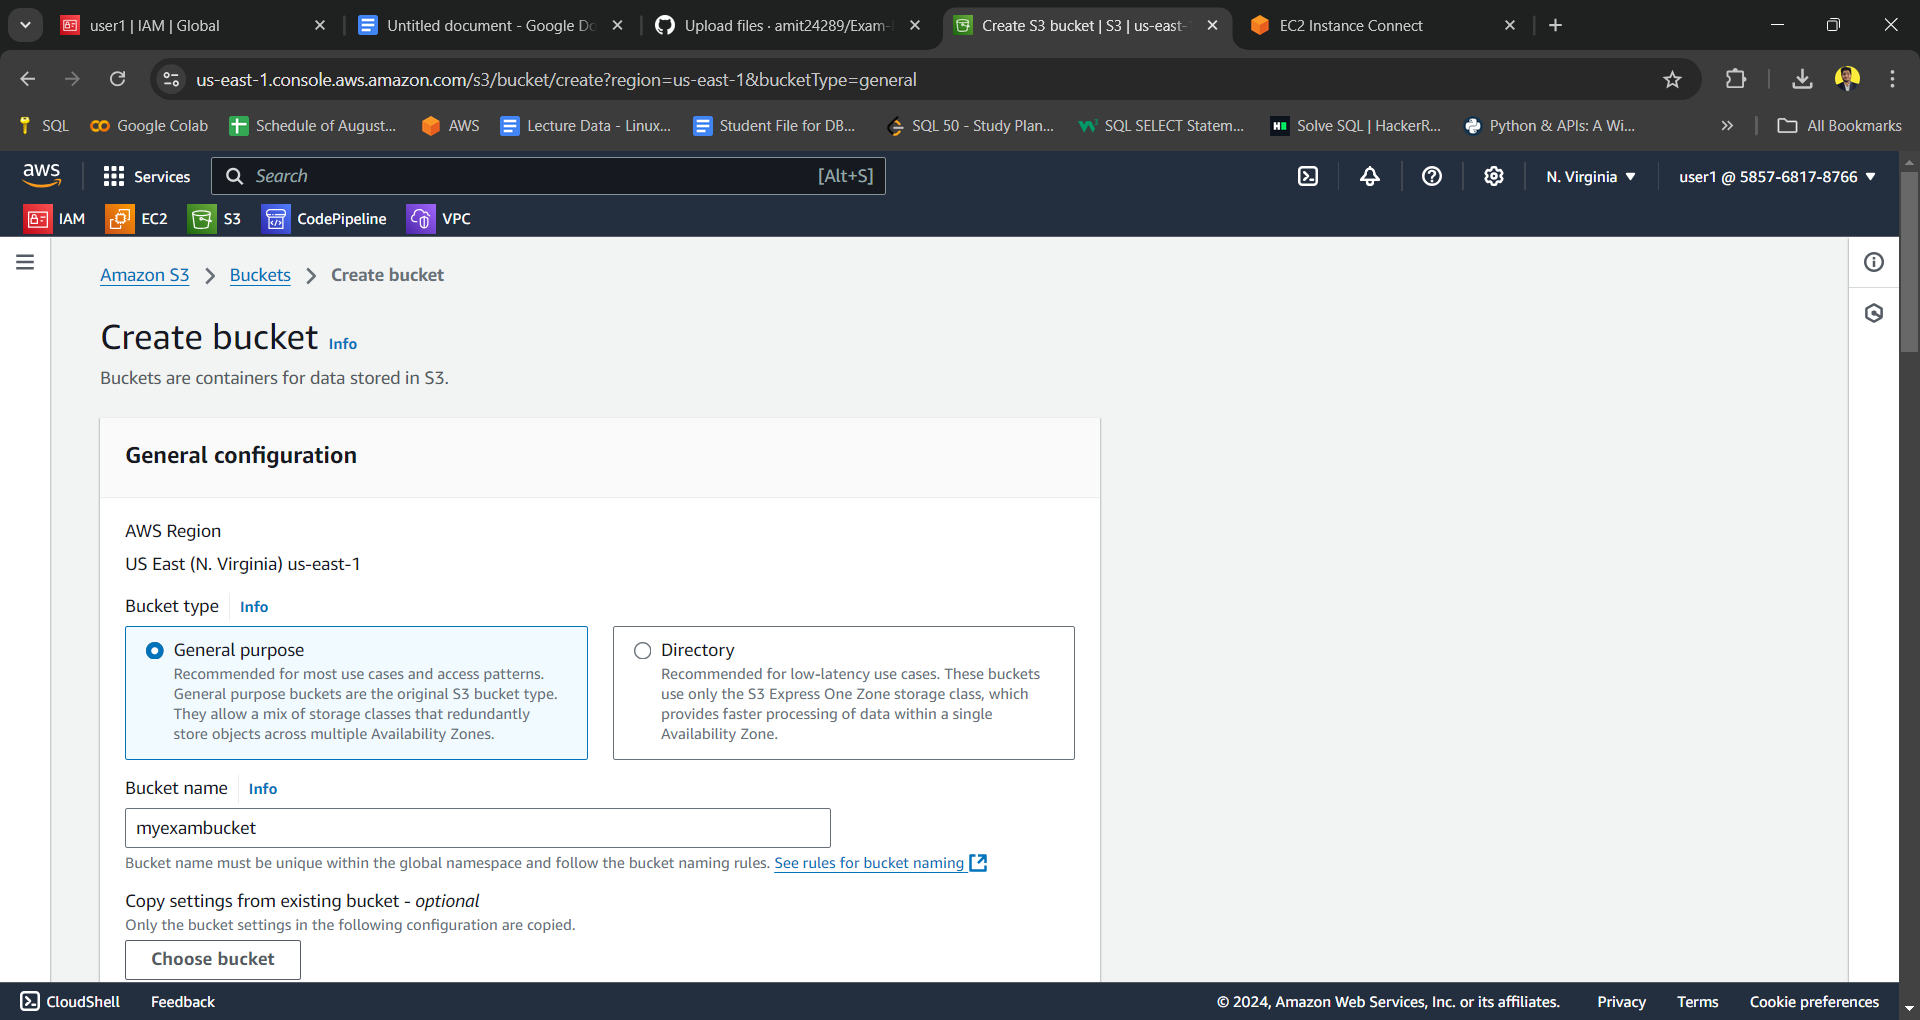 user1 | IAM | Global
Untitled document - Google Do
Upload files · amit24289/Exam-
Create S3 bucket | S3 | us-east-
EC2 Instance Connect
us-east-1.console.aws.amazon.com/s3/bucket/create?region=us-east-1&bucketType=general
SQL
Google Colab
Schedule of August...
AWS
Lecture Data - Linux...
Student File for DB...
SQL 50 - Study Plan...
SQL SELECT Statem...
Solve SQL | HackerR...
Python & APIs: A Wi...
All Bookmarks
aws
Services
Search
[Alt+S]
N. Virginia
user1 @ 5857-6817-8766
IAM
EC2
S3
CodePipeline
VPC
Amazon S3
Buckets
Create bucket
Create bucket Info
Buckets are containers for data stored in S3.
General configuration
AWS Region
US East (N. Virginia) us-east-1
Bucket type Info
General purpose
Recommended for most use cases and access patterns.
General purpose buckets are the original S3 bucket type.
They allow a mix of storage classes that redundantly
store objects across multiple Availability Zones.
Directory
Recommended for low-latency use cases. These buckets
use only the S3 Express One Zone storage class, which
provides faster processing of data within a single
Availability Zone.
Bucket name Info
myexambucket
Bucket name must be unique within the global namespace and follow the bucket naming rules. See rules for bucket naming
Copy settings from existing bucket - optional
Only the bucket settings in the following configuration are copied.
Choose bucket
CloudShell
Feedback
© 2024, Amazon Web Services, Inc. or its affiliates.
Privacy
Terms
Cookie preferences